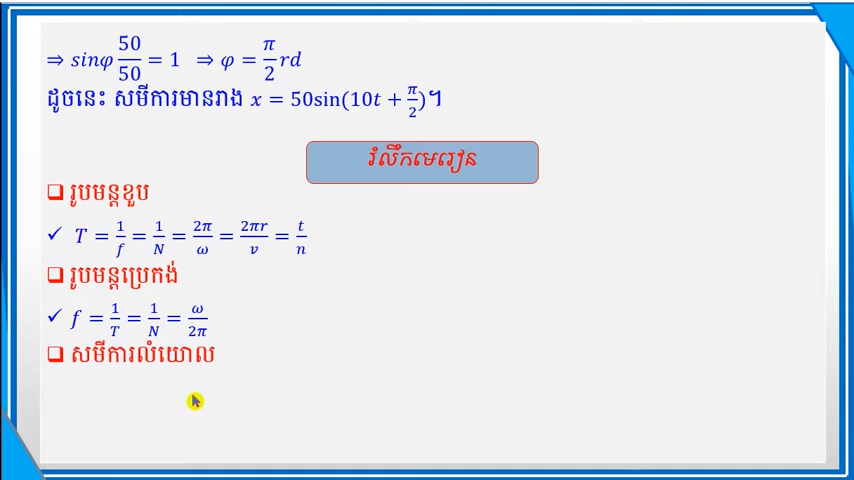 ⇒ sinφ 50/50 = 1 ⇒ φ = π/2 rd
ដូចនេះ សមីការមានរាង x = 50sin(10t + π/2)។
រំលឹកមេរៀន
❑ រូបមន្តខួប
✓ T = 1/f = 1/N = 2π/ω = 2πr/v = t/n
❑ រូបមន្តប្រេកង់
✓ f = 1/T = 1/N = ω/2π
❑ សមីការលំយោល